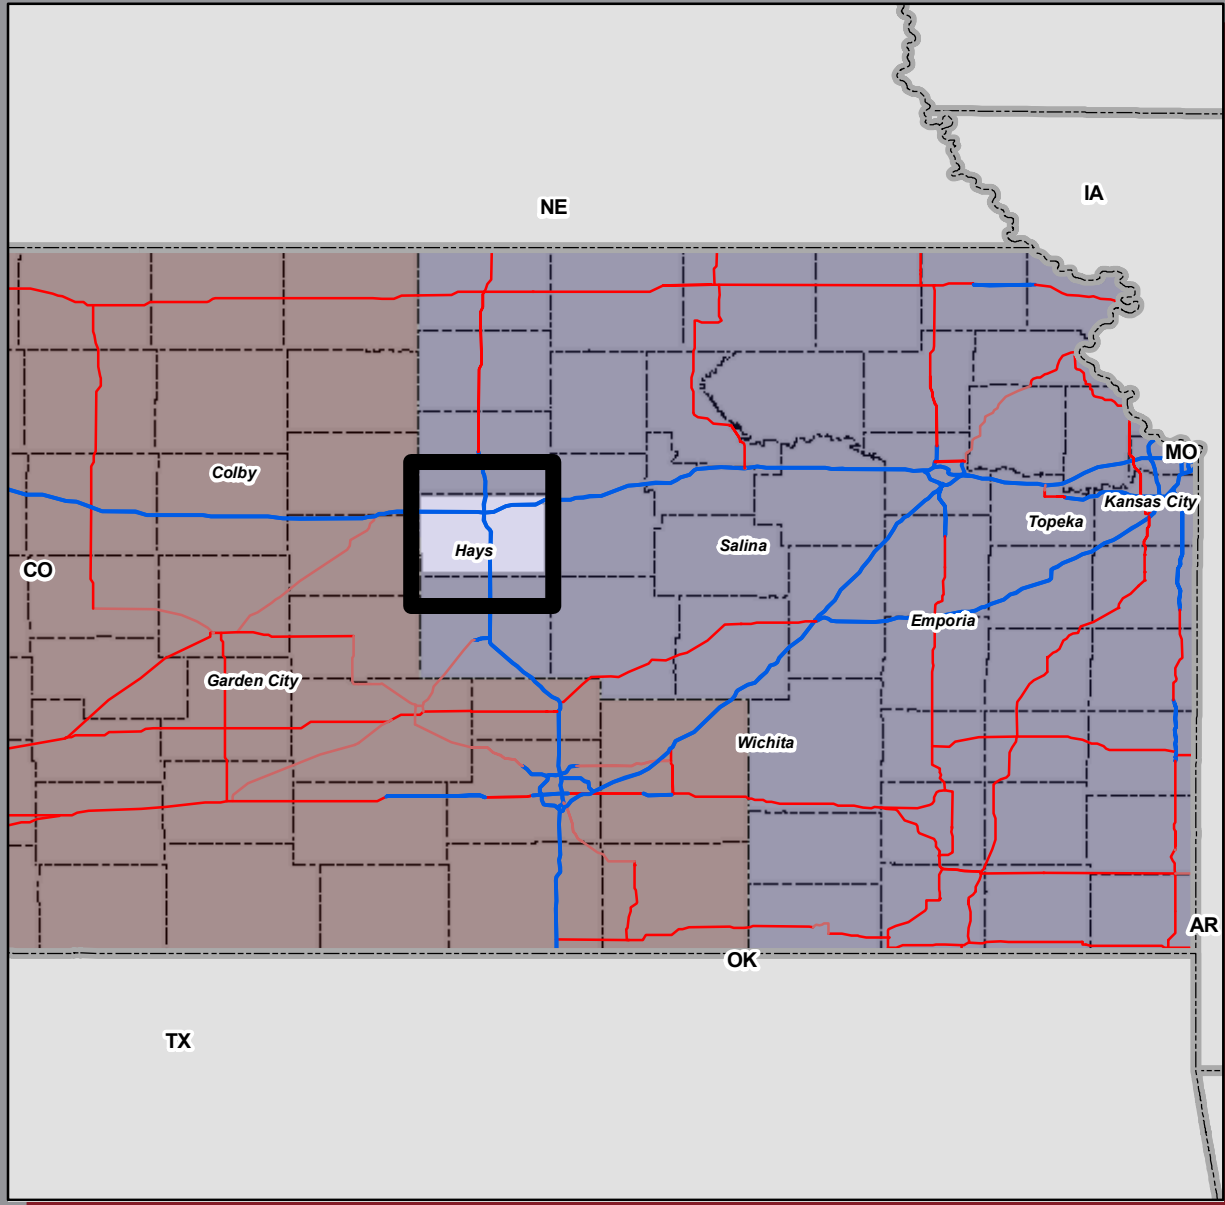 NE
IA
MO
Colby
Kansas City
Topeka
Salina
Hays
CO
Emporia
Garden City
Wichita
AR
OK
TX